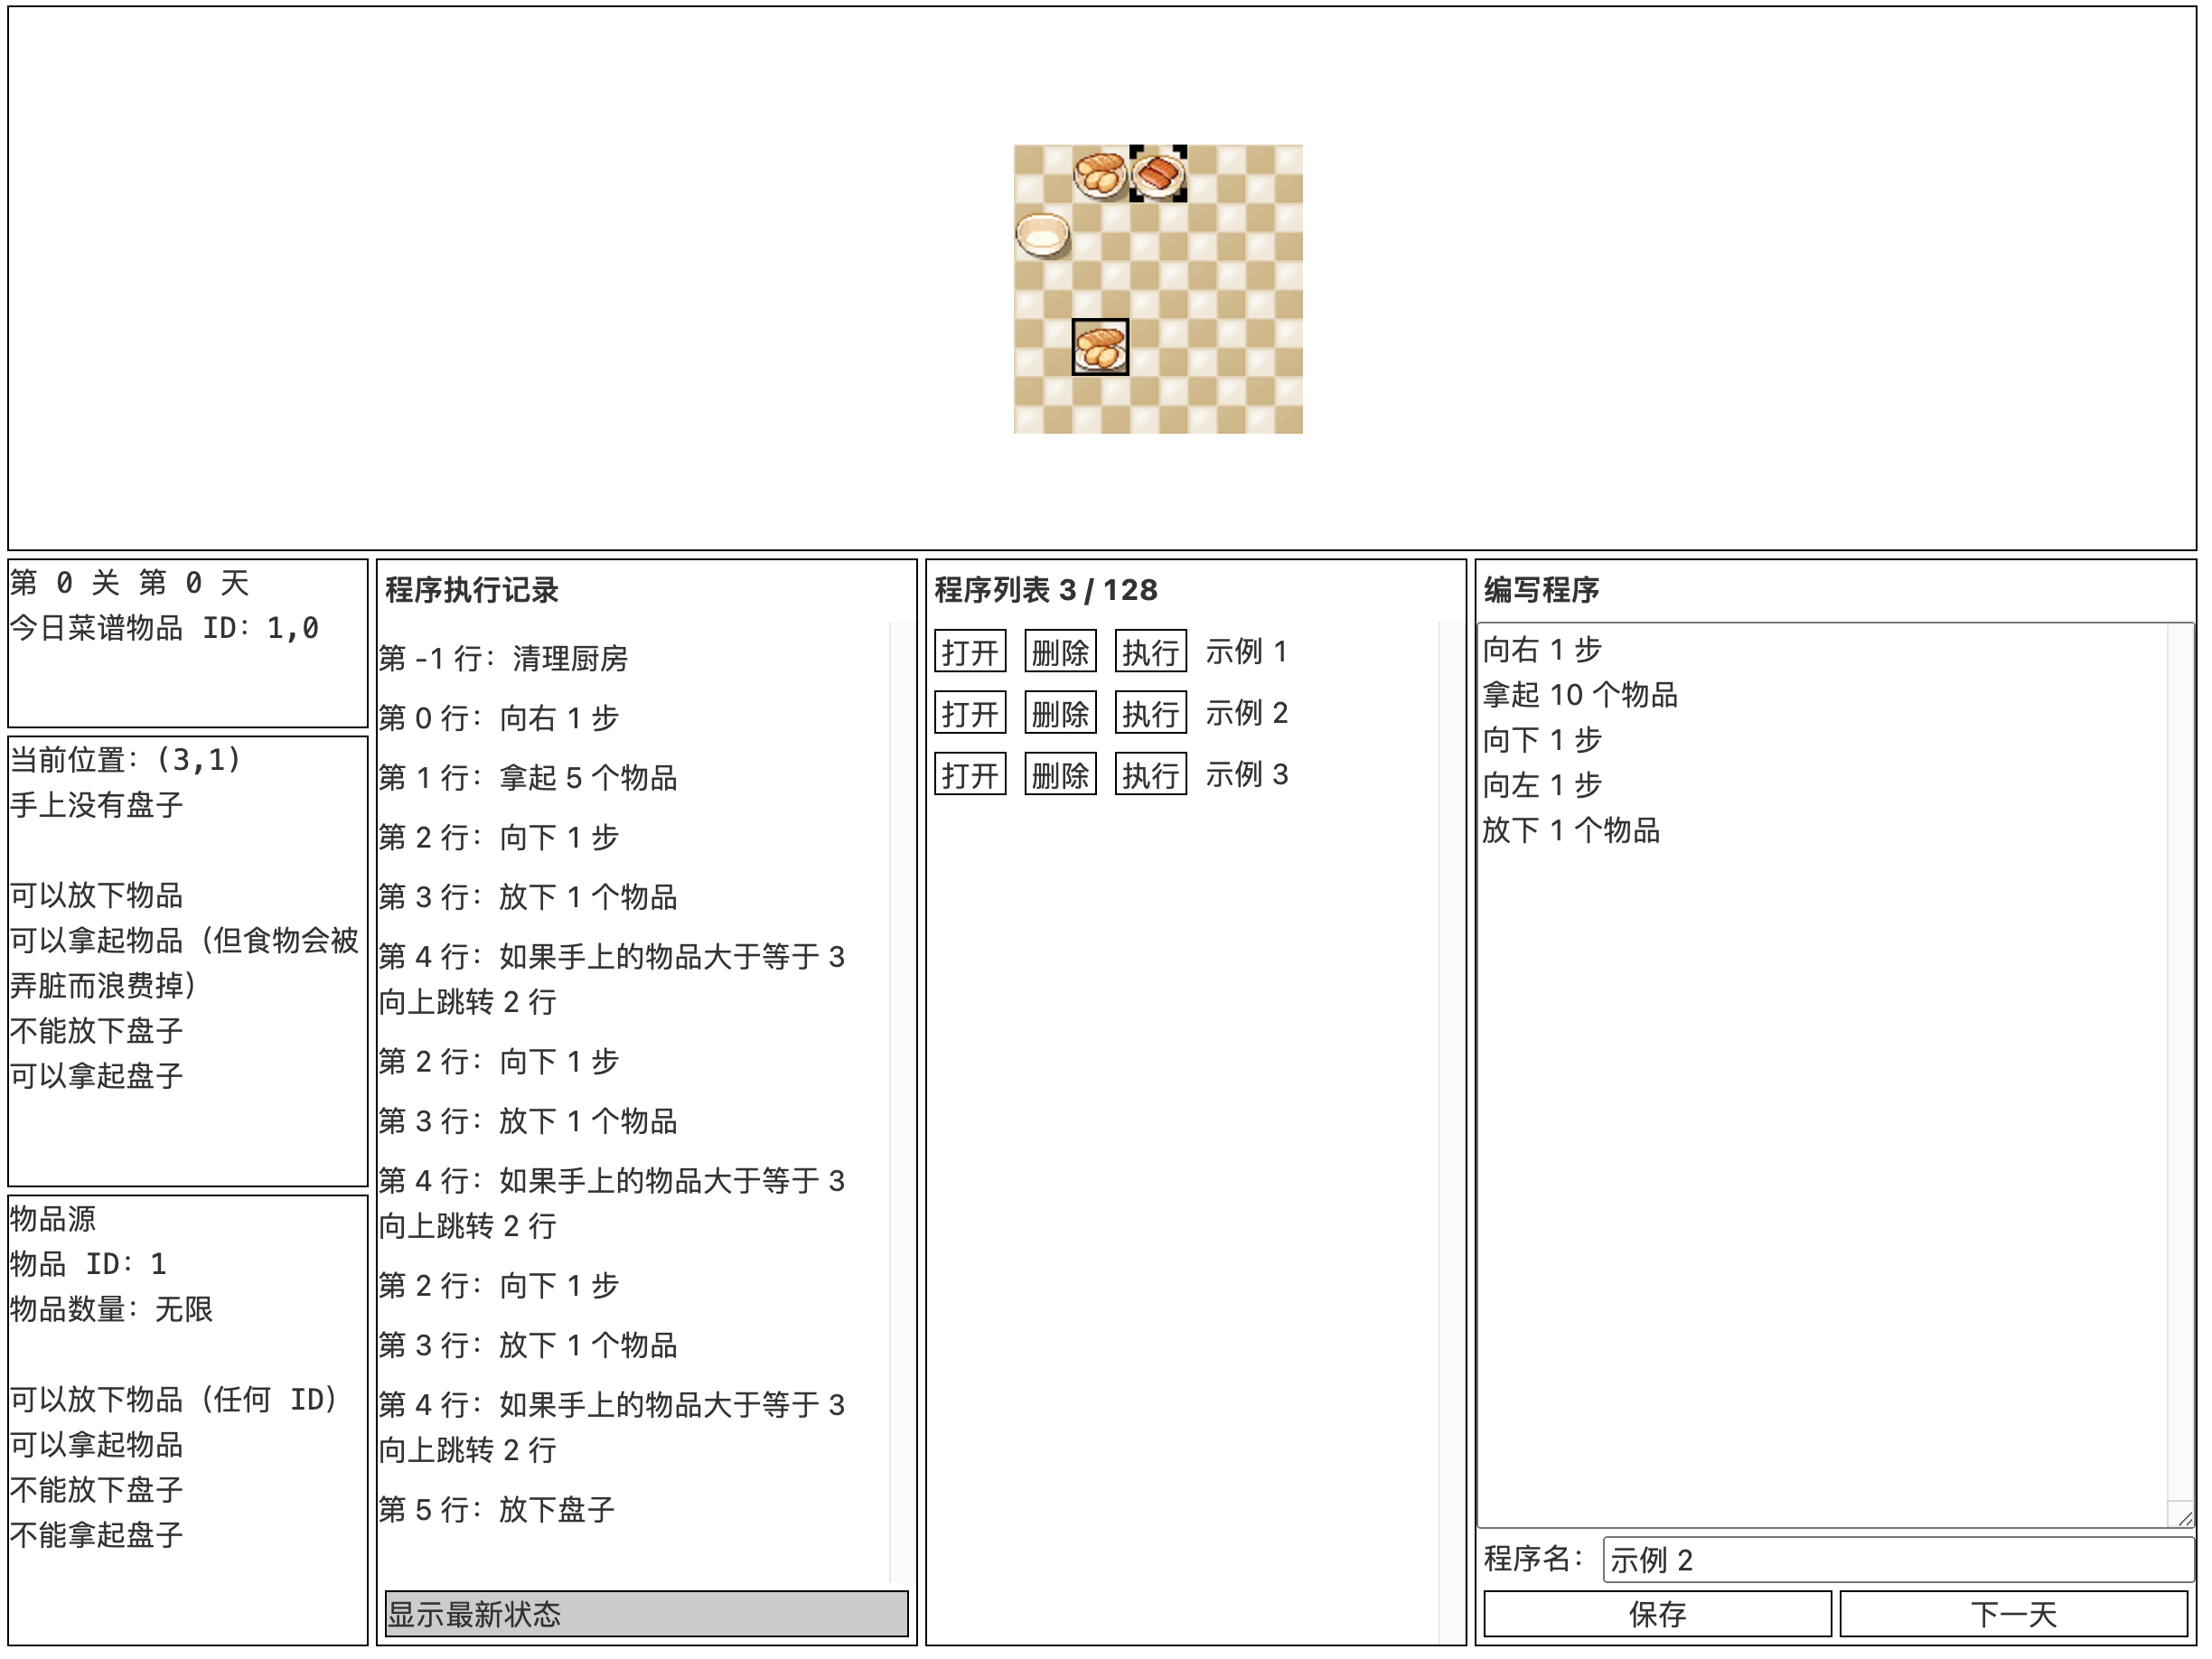 第 0 关 第 0 天
今日菜谱物品 ID：1,0
当前位置：(3,1)
手上没有盘子
可以放下物品
可以拿起物品（但食物会被
弄脏而浪费掉）
不能放下盘子
可以拿起盘子
物品源
物品 ID：1
物品数量：无限
可以放下物品（任何 ID）
可以拿起物品
不能放下盘子
不能拿起盘子
程序执行记录
第 -1 行：清理厨房
第 0 行：向右 1 步
第 1 行：拿起 5 个物品
第 2 行：向下 1 步
第 3 行：放下 1 个物品
第 4 行：如果手上的物品大于等于 3
向上跳转 2 行
第 2 行：向下 1 步
第 3 行：放下 1 个物品
第 4 行：如果手上的物品大于等于 3
向上跳转 2 行
第 2 行：向下 1 步
第 3 行：放下 1 个物品
第 4 行：如果手上的物品大于等于 3
向上跳转 2 行
第 5 行：放下盘子
显示最新状态
程序列表 3 / 128
打开 删除 执行 示例 1
打开 删除 执行 示例 2
打开 删除 执行 示例 3
编写程序
向右 1 步
拿起 10 个物品
向下 1 步
向左 1 步
放下 1 个物品
程序名： 示例 2
保存 下一天